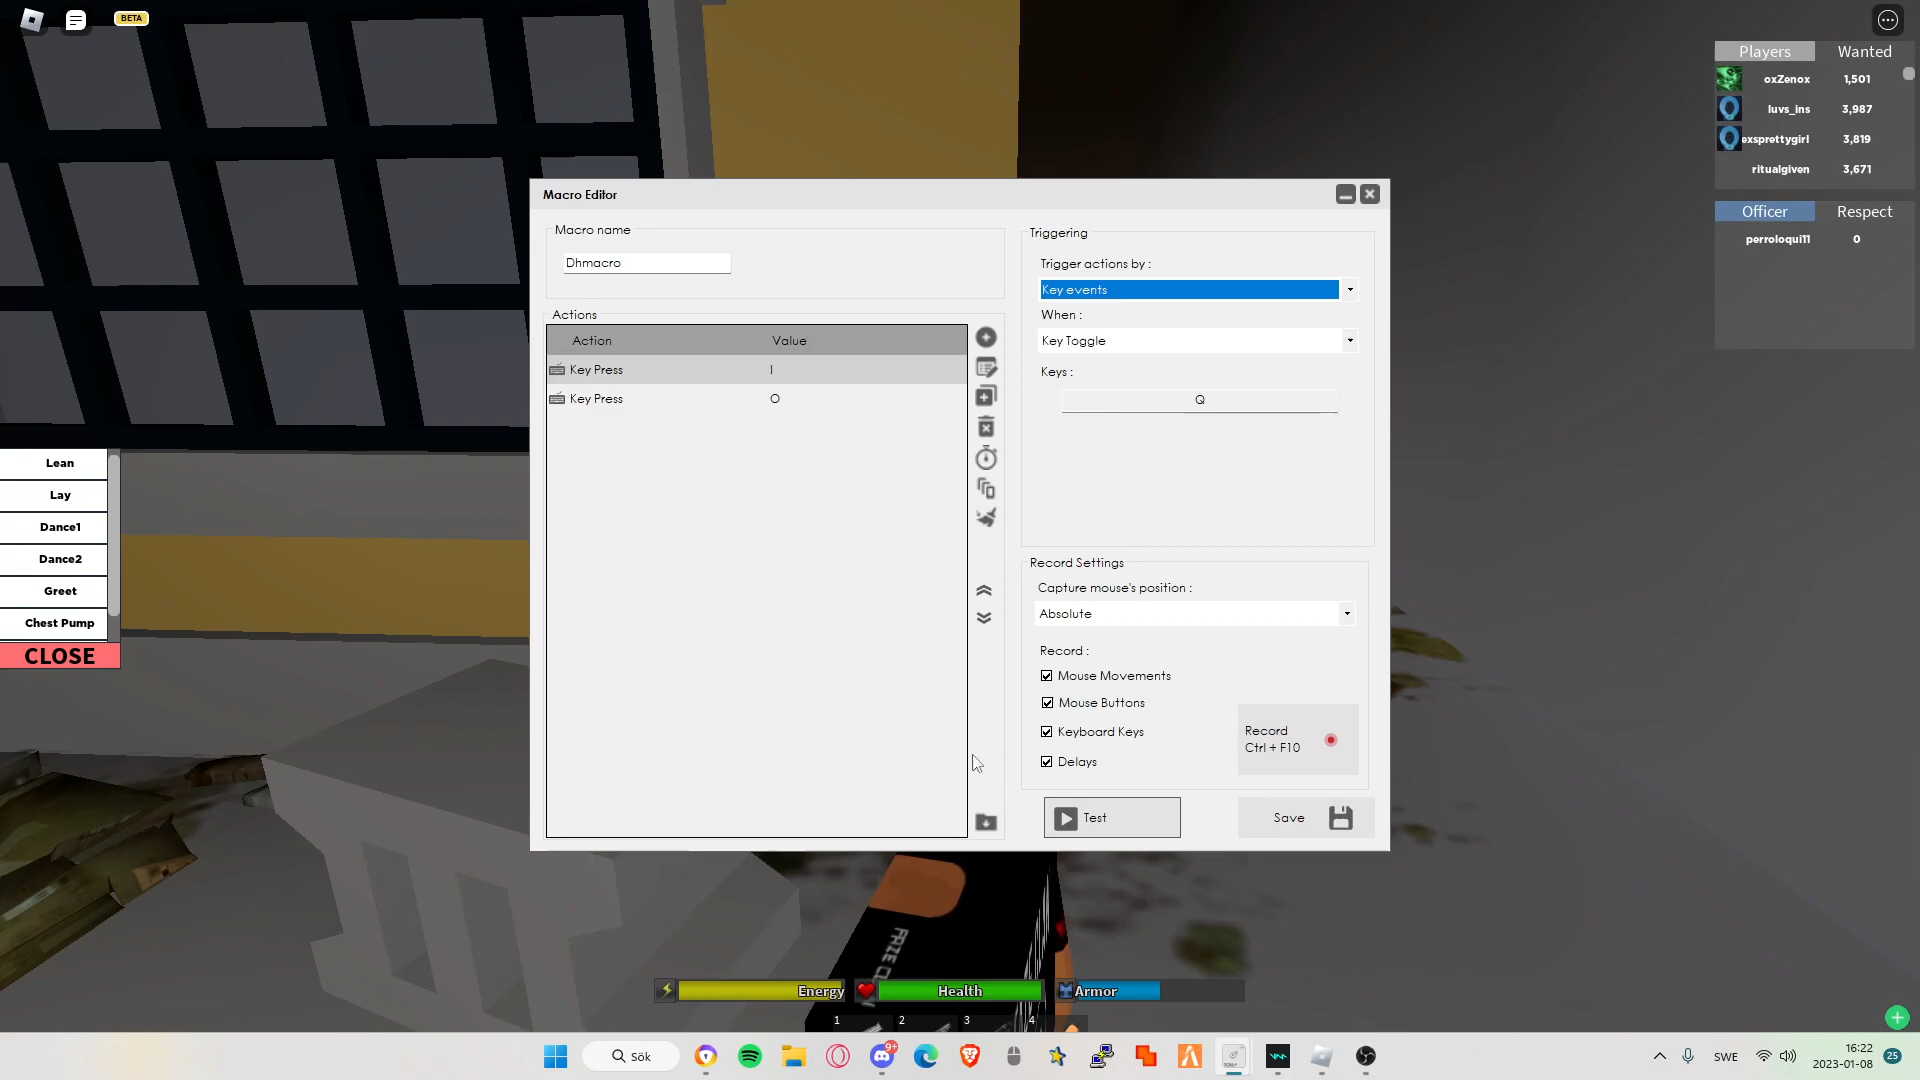 BETA
Players Wanted
oxZenox 1,501
luvs_ins 3,987
exsprettygirl 3,819
ritualgiven 3,671
Officer Respect
perroloqui11 0
Macro Editor
Macro name
Dhmacro
Actions
Action Value
Key Press I
Key Press O
Triggering
Trigger actions by :
Key events
When :
Key Toggle
Keys :
Q
Record Settings
Capture mouse's position :
Absolute
Record :
Mouse Movements
Mouse Buttons
Keyboard Keys
Delays
Record
Ctrl + F10
Test
Save
Lean
Lay
Dance1
Dance2
Greet
Chest Pump
CLOSE
Energy Health Armor
1 2 3 4
Sök
9+
SWE
16:22
2023-01-08
25